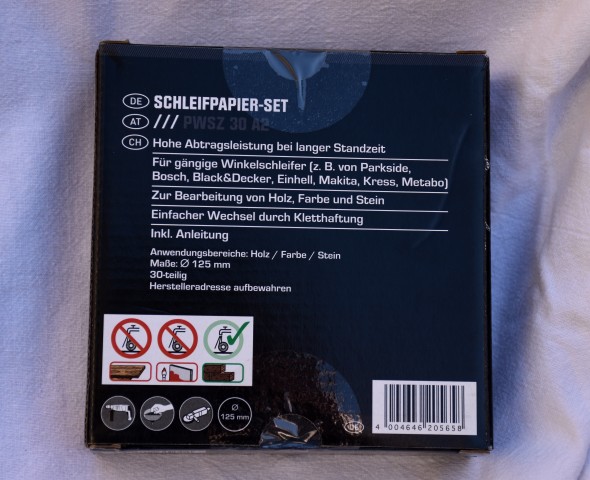 DE SCHLEIFPAPIER-SET
AT /// PWSZ 30 A2
CH Hohe Abtragsleistung bei langer Standzeit
Für gängige Winkelschleifer (z. B. von Parkside,
Bosch, Black&Decker, Einhell, Makita, Kress, Metabo)
Zur Bearbeitung von Holz, Farbe und Stein
Einfacher Wechsel durch Kletthaftung
Inkl. Anleitung
Anwendungsbereiche: Holz / Farbe / Stein
Maße: Ø 125 mm
30-teilig
Herstelleradresse aufbewahren
Ø
125 mm
4 004646 205658